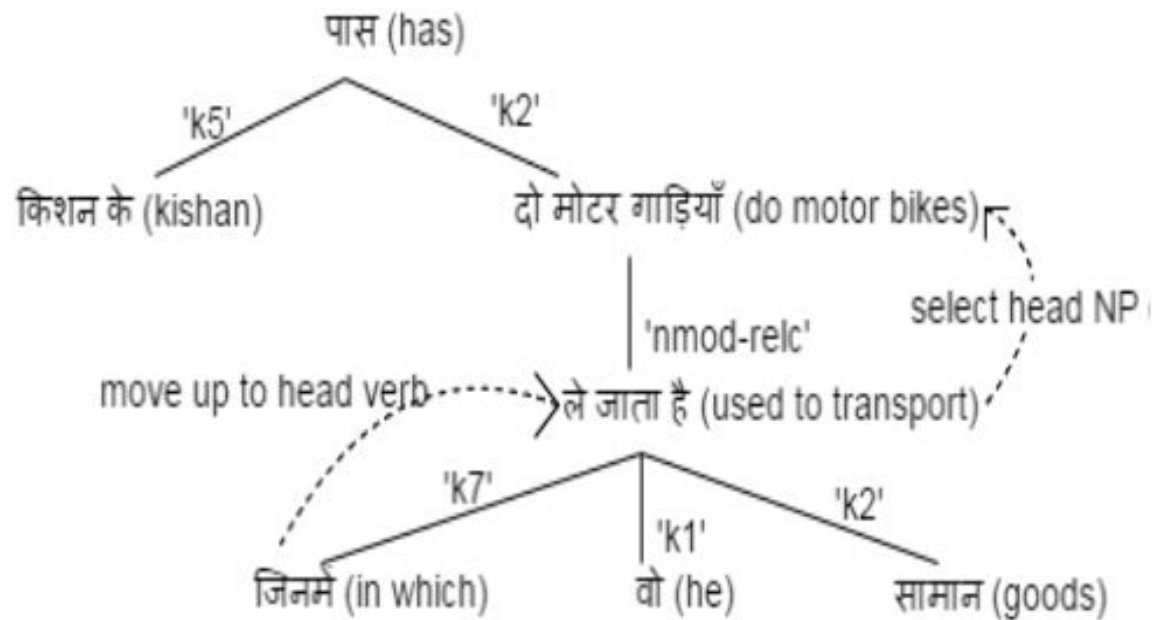 पास (has)
'k5'
'k2'
किशन के (kishan)
दो मोटर गाड़ियाँ (do motor bikes)
select head NP
'nmod-relc'
move up to head verb
ले जाता है (used to transport)
'k7'
'k1'
'k2'
जिनमे (in which)
वो (he)
सामान (goods)